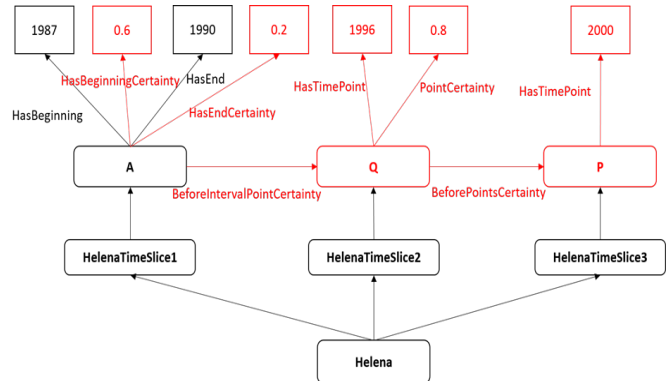 1987 0.6 1990 0.2 1996 0.8 2000
HasBeginningCertainty HasEnd HasTimePoint PointCertainty HasTimePoint
HasBeginning HasEndCertainty
A Q P
BeforeIntervalPointCertainty BeforePointsCertainty
HelenaTimeSlice1 HelenaTimeSlice2 HelenaTimeSlice3
Helena